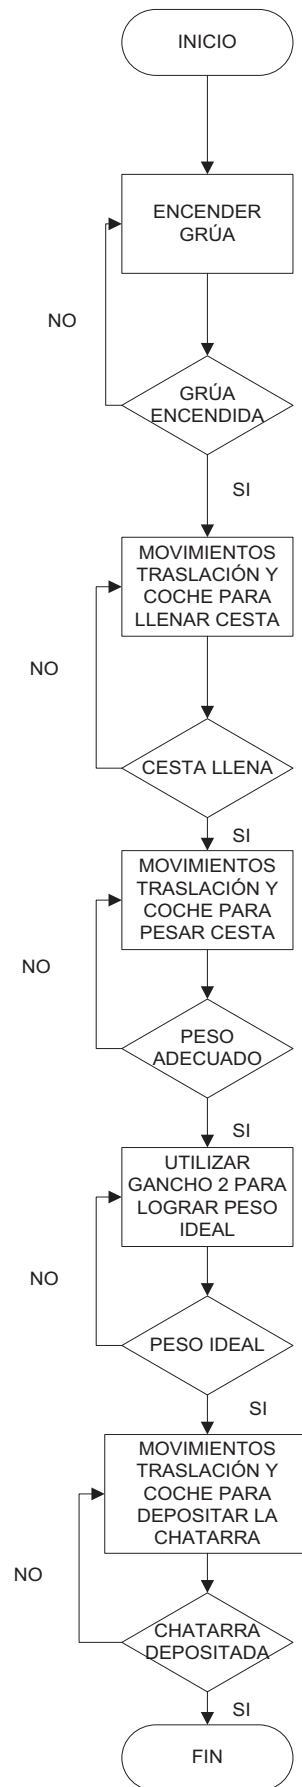 INICIO
ENCENDER
GRÚA
NO
GRÚA
ENCENDIDA
SI
MOVIMIENTOS
TRASLACIÓN Y
COCHE PARA
LLENAR CESTA
NO
CESTA LLENA
SI
MOVIMIENTOS
TRASLACIÓN Y
COCHE PARA
PESAR CESTA
NO
PESO
ADECUADO
SI
UTILIZAR
GANCHO 2 PARA
LOGRAR PESO
IDEAL
NO
PESO IDEAL
SI
MOVIMIENTOS
TRASLACIÓN Y
COCHE PARA
DEPOSITAR LA
CHATARRA
NO
CHATARRA
DEPOSITADA
SI
FIN